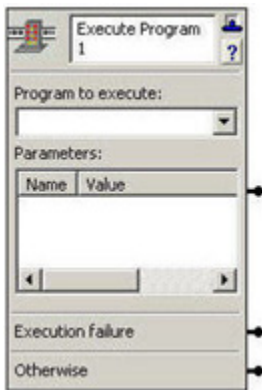 Execute Program
1
?
Program to execute:
Parameters:
Name Value
Execution failure
Otherwise